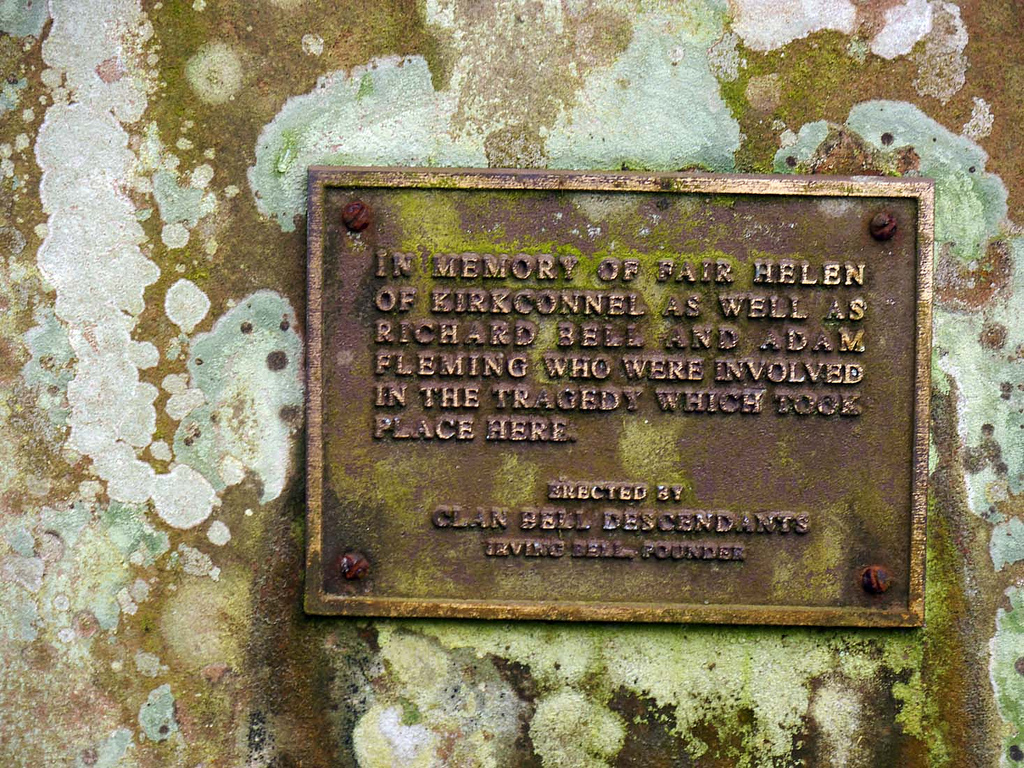 IN MEMORY OF FAIR HELEN
OF KIRKCONNEL AS WELL AS
RICHARD BELL AND ADAM
FLEMING WHO WERE INVOLVED
IN THE TRAGEDY WHICH TOOK
PLACE HERE.
ERECTED BY
CLAN BELL DESCENDANTS
IRVING BELL, FOUNDER